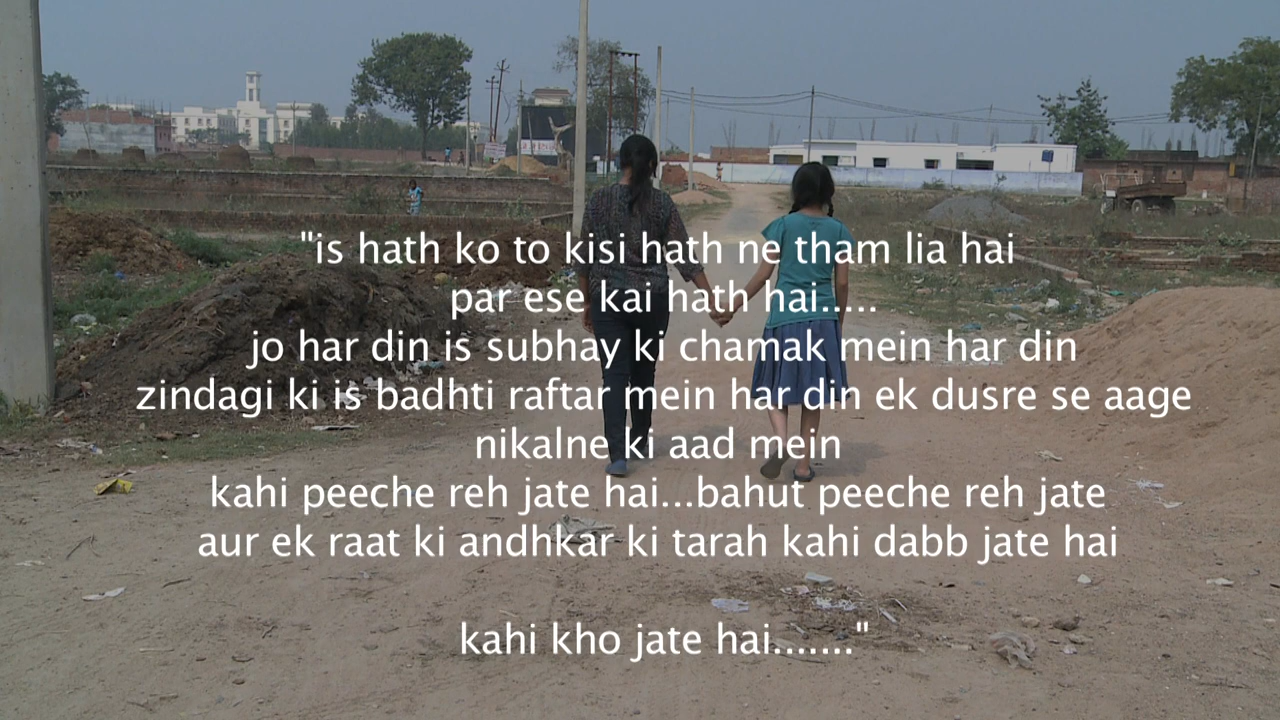 "is hath ko to kisi hath ne tham lia hai
par ese kai hath hai.....
jo har din is subhay ki chamak mein har din
zindagi ki is badhti raftar mein har din ek dusre se aage
nikalne ki aad mein
kahi peeche reh jate hai...bahut peeche reh jate
aur ek raat ki andhkar ki tarah kahi dabb jate hai
kahi kho jate hai......."